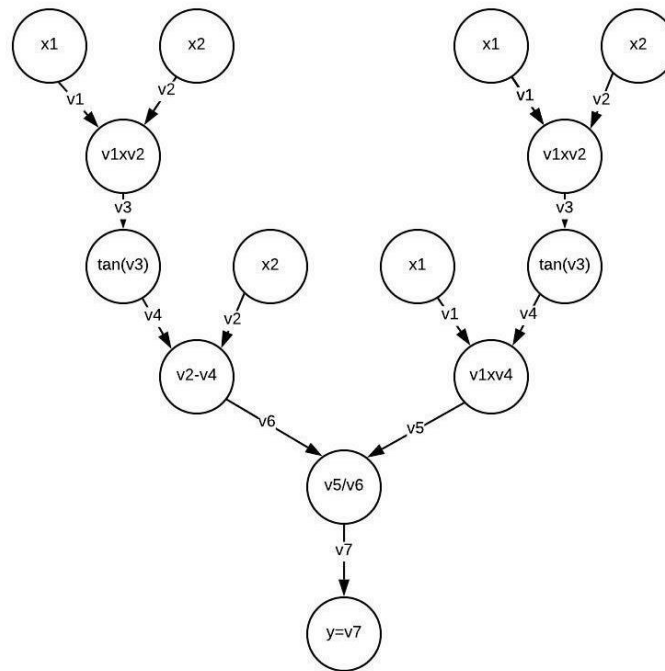 x1
x2
x1
x2
v1
v2
v1
v2
v1xv2
v1xv2
v3
v3
tan(v3)
x2
x1
tan(v3)
v4
v2
v1
v4
v2-v4
v1xv4
v6
v5
v5/v6
v7
y=v7